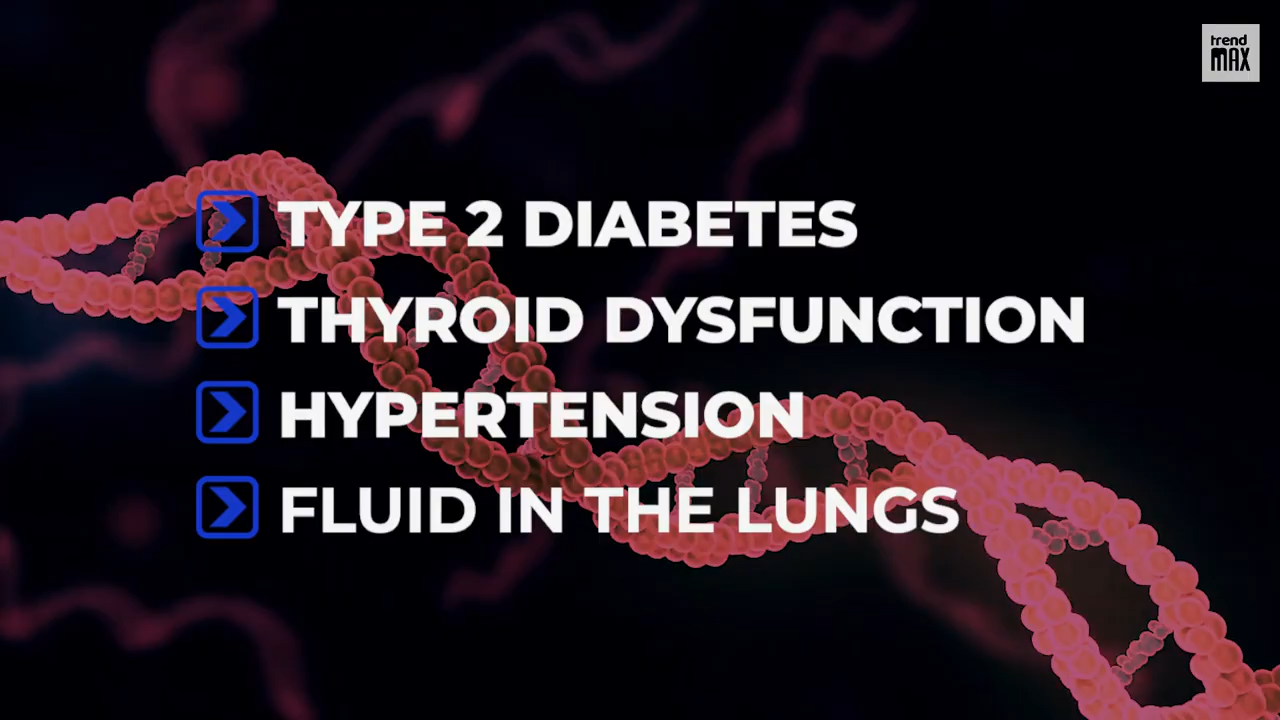 trend
MAX
TYPE 2 DIABETES
THYROID DYSFUNCTION
HYPERTENSION
FLUID IN THE LUNGS